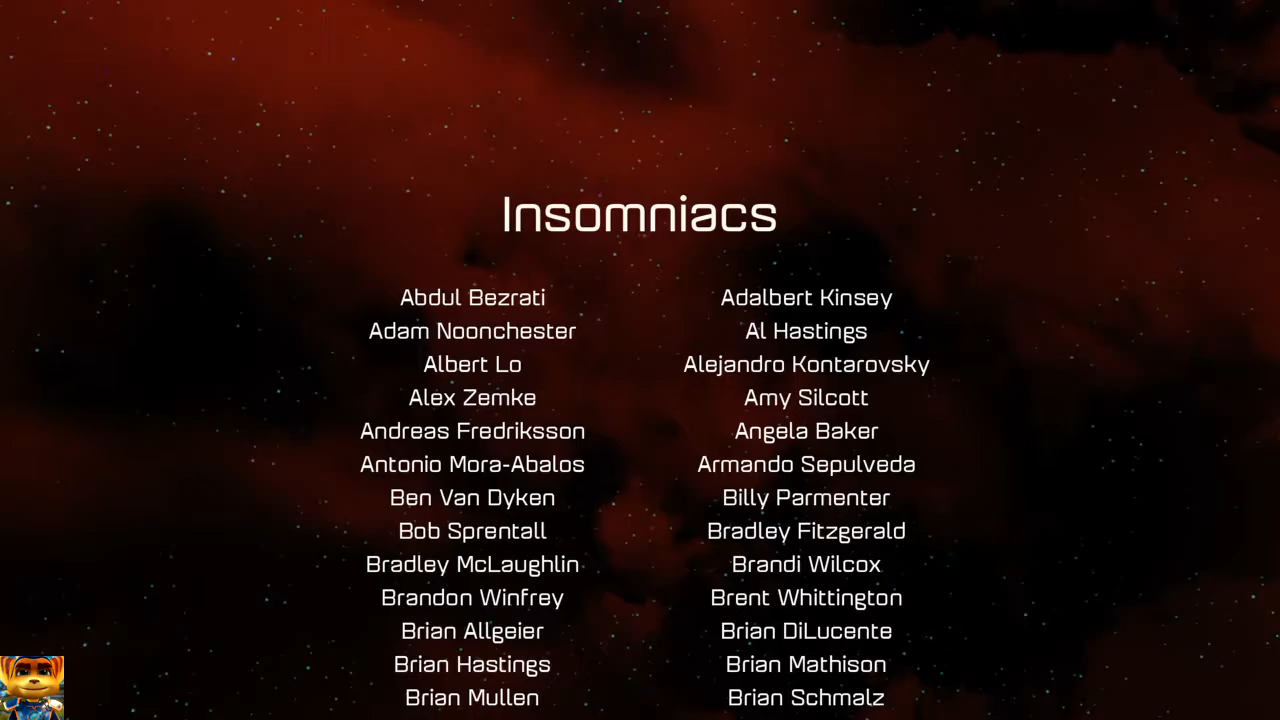 Insomniacs
Abdul Bezrati Adalbert Kinsey
Adam Noonchester Al Hastings
Albert Lo Alejandro Kontarovsky
Alex Zemke Amy Silcott
Andreas Fredriksson Angela Baker
Antonio Mora-Abalos Armando Sepulveda
Ben Van Dyken Billy Parmenter
Bob Sprentall Bradley Fitzgerald
Bradley McLaughlin Brandi Wilcox
Brandon Winfrey Brent Whittington
Brian Allgeier Brian DiLucente
Brian Hastings Brian Mathison
Brian Mullen Brian Schmalz